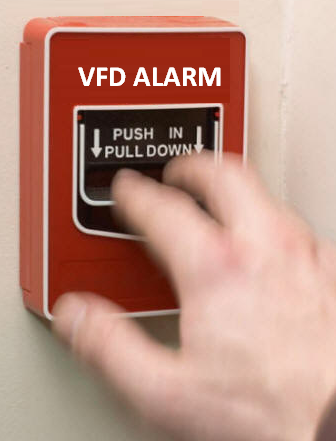 VFD ALARM
PUSH IN
PULL DOWN